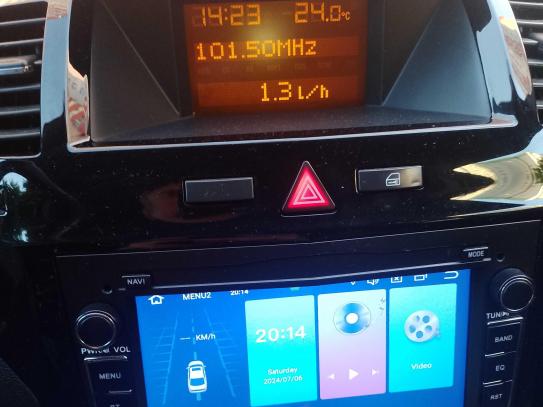 14:23 -24.0°C
101.50MHz
1.3 l/h
MODE
NAVI
MENU2 20:14
--- KM/h
20:14
Saturday
2024/07/06
Video
VOL
TUN
BAND
MENU
EQ
RST